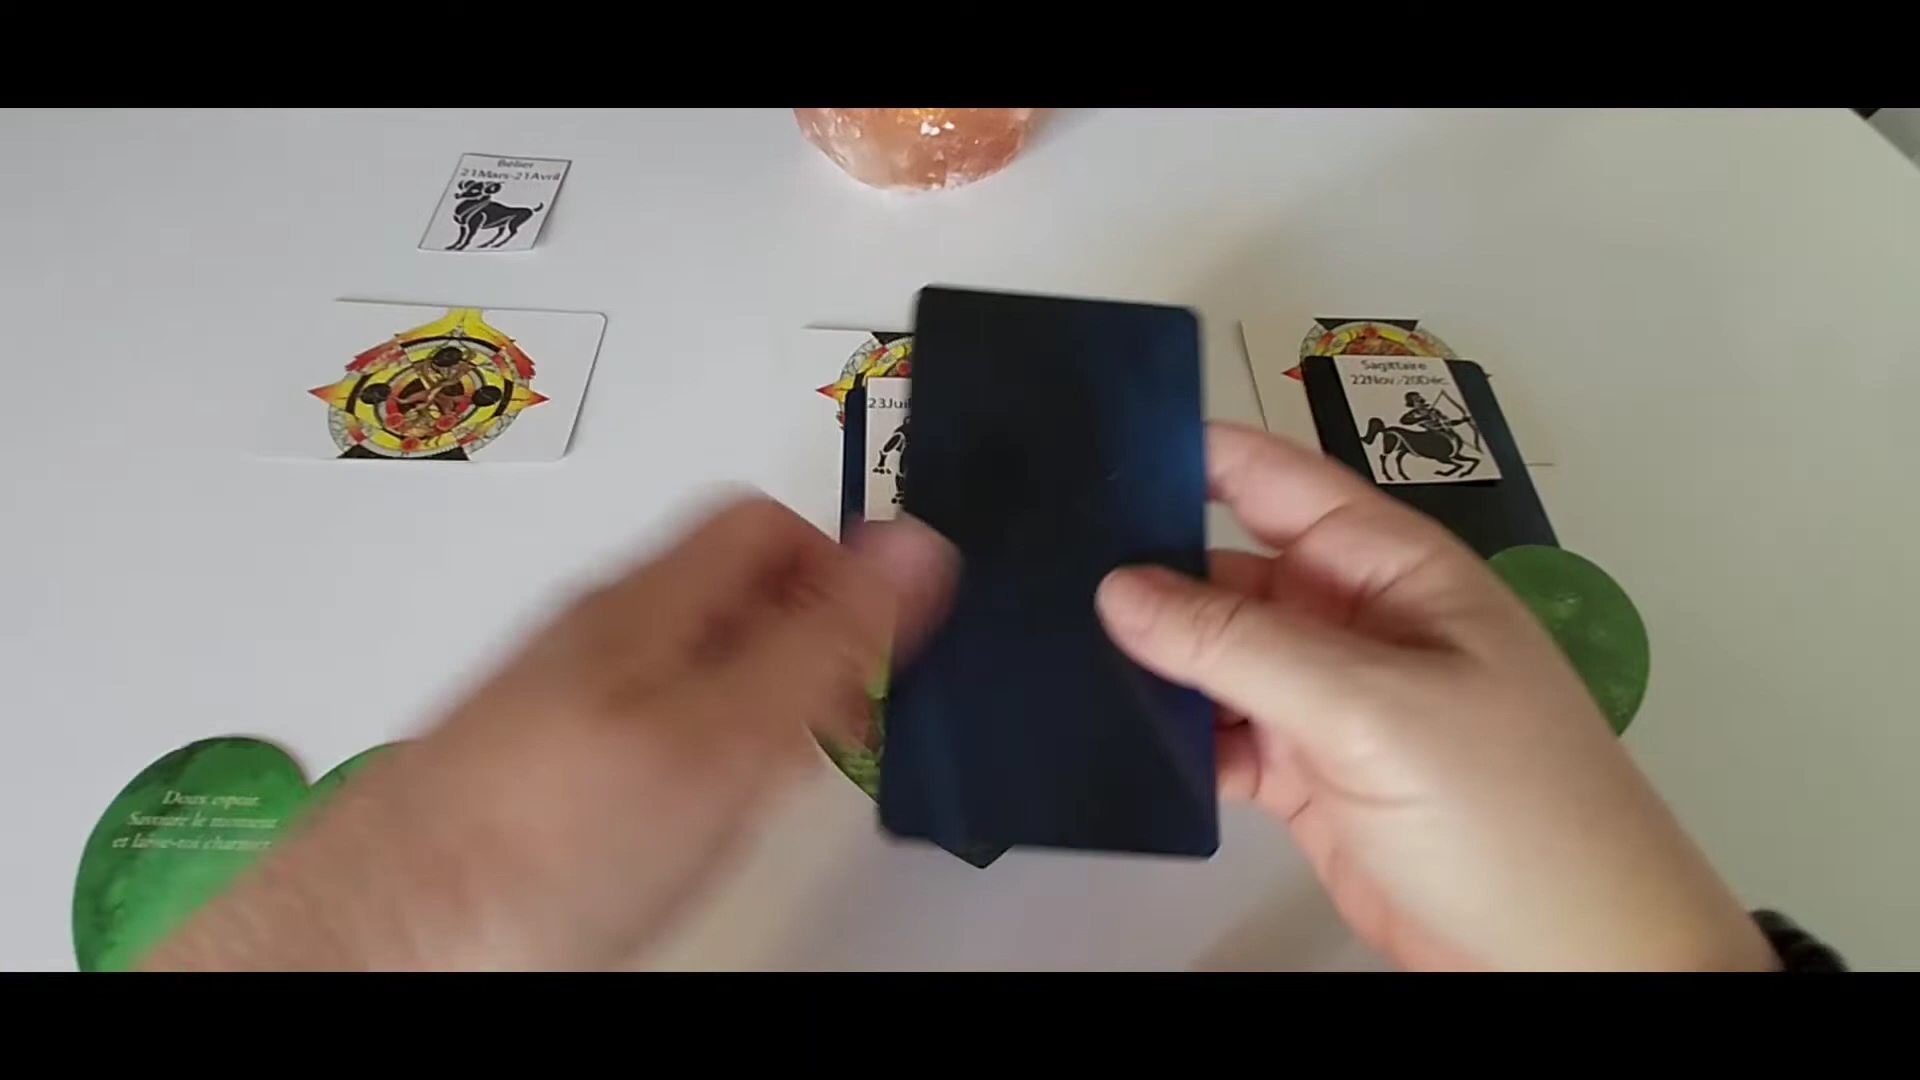 Bélier
21Mars-21Avril
23Juil
Sagittaire
22Nov-20Déc.
Doux espoir.
Savoure le moment
et laisse-toi charmer.